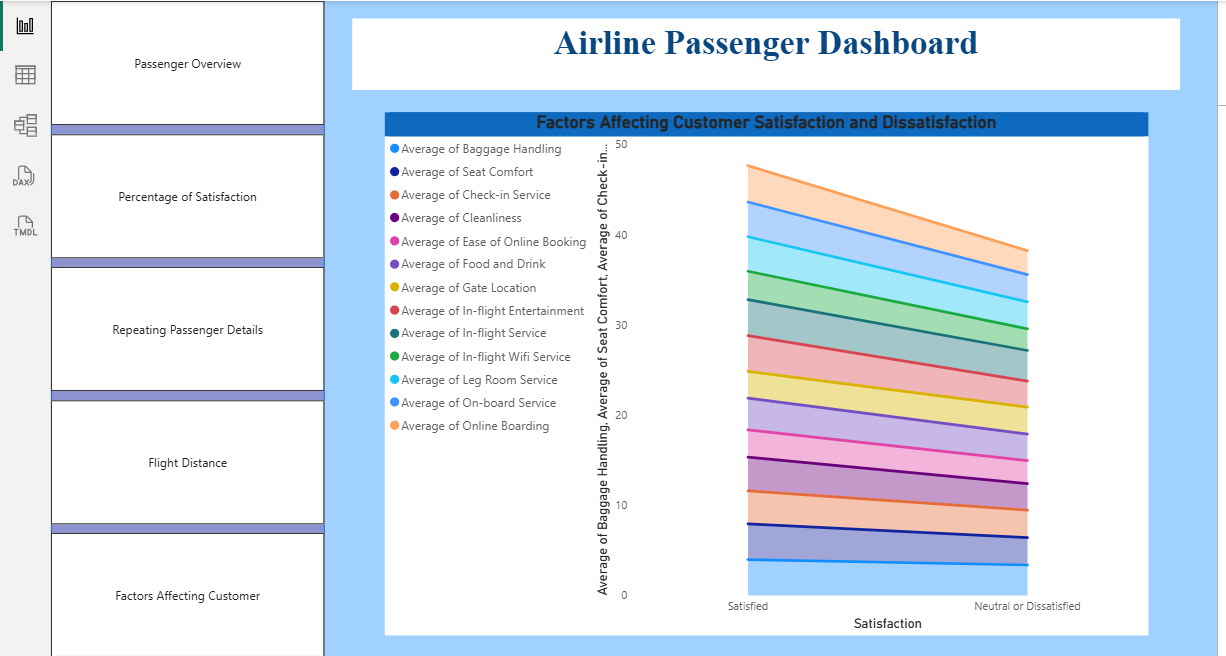 Airline Passenger Dashboard
Passenger Overview
Percentage of Satisfaction
Repeating Passenger Details
Flight Distance
Factors Affecting Customer
DAX
TMDL
Factors Affecting Customer Satisfaction and Dissatisfaction
Average of Baggage Handling
Average of Seat Comfort
Average of Check-in Service
Average of Cleanliness
Average of Ease of Online Booking
Average of Food and Drink
Average of Gate Location
Average of In-flight Entertainment
Average of In-flight Service
Average of In-flight Wifi Service
Average of Leg Room Service
Average of On-board Service
Average of Online Boarding
Average of Baggage Handling, Average of Seat Comfort, Average of Check-in...
50
40
30
20
10
0
Satisfied
Neutral or Dissatisfied
Satisfaction